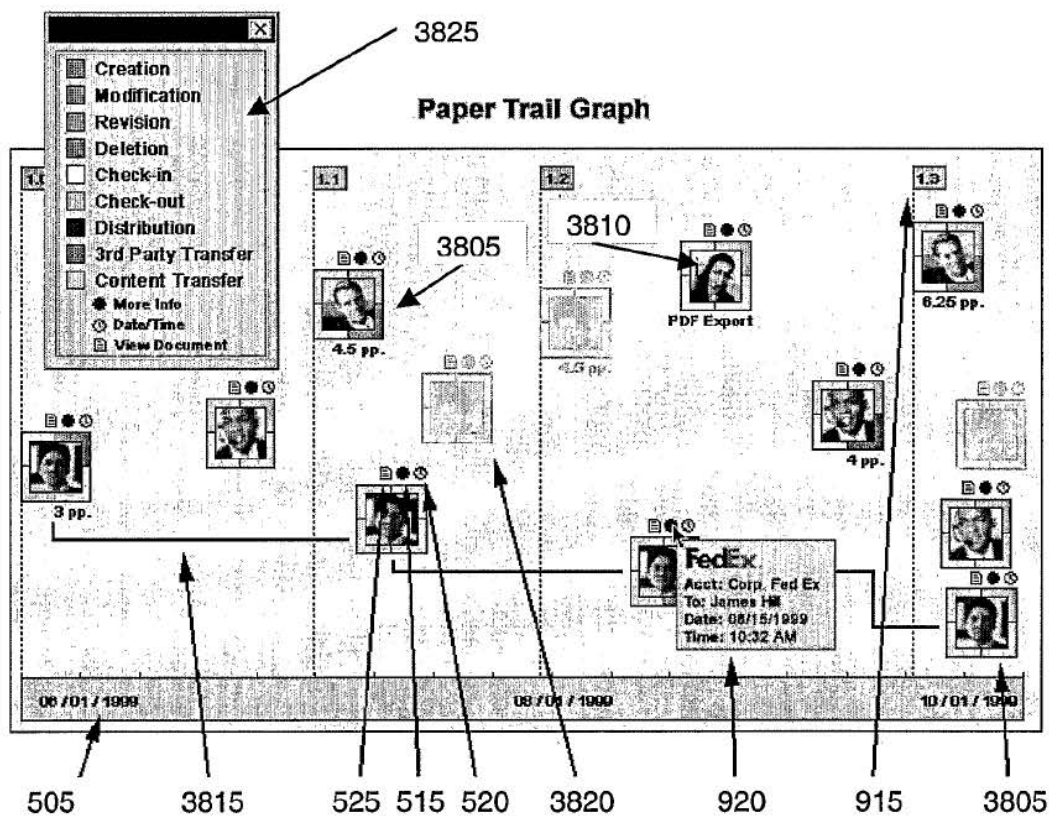 3825
Creation
Modification
Revision
Deletion
Check-in
Check-out
Distribution
3rd Party Transfer
Content Transfer
More Info
Date/Time
View Document
Paper Trail Graph
1.1
1.2
1.3
3805
3810
4.5 pp.
PDF Export
6.25 pp.
4.5 pp.
3 pp.
4 pp.
FedEx
Acct: Corp. Fed Ex
To: James Hill
Date: 08/15/1999
Time: 10:32 AM
06 / 01 / 1999
08 / 01 / 1999
10 / 01 / 1999
505
3815
525
515
520
3820
920
915
3805